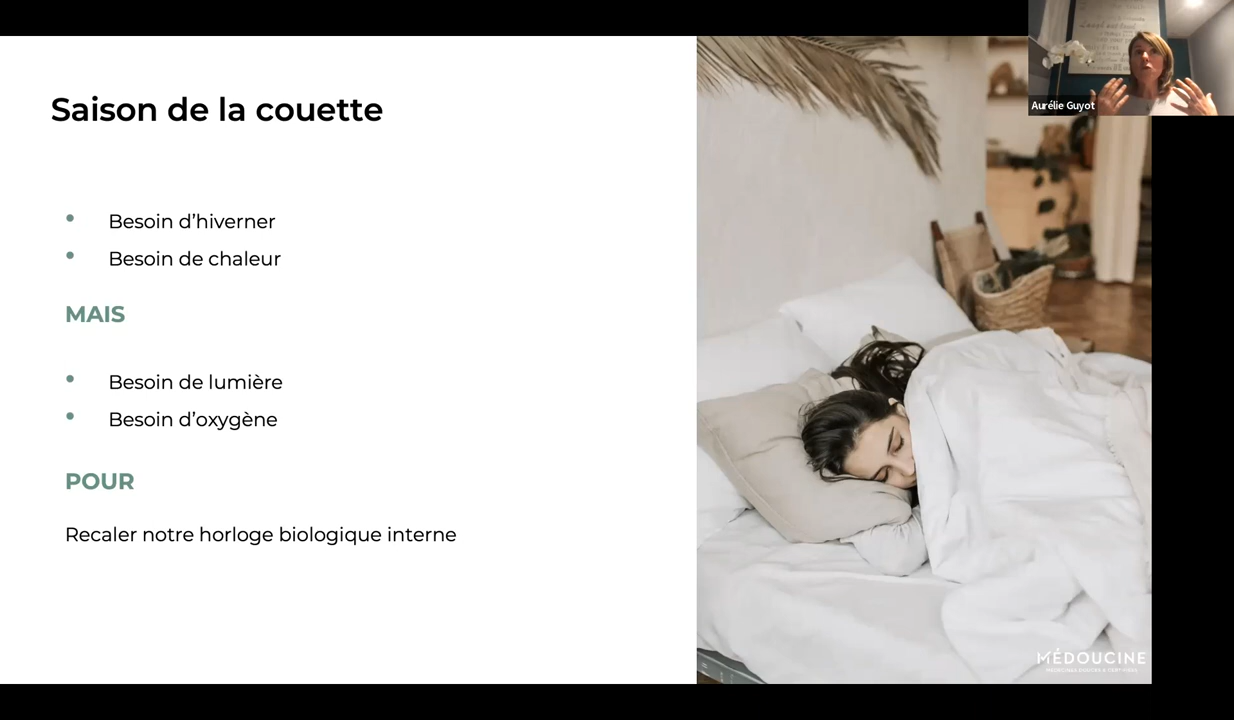 Saison de la couette
Besoin d’hiverner
Besoin de chaleur
MAIS
Besoin de lumière
Besoin d’oxygène
POUR
Recaler notre horloge biologique interne
Aurélie Guyot
MÉDOUCINE